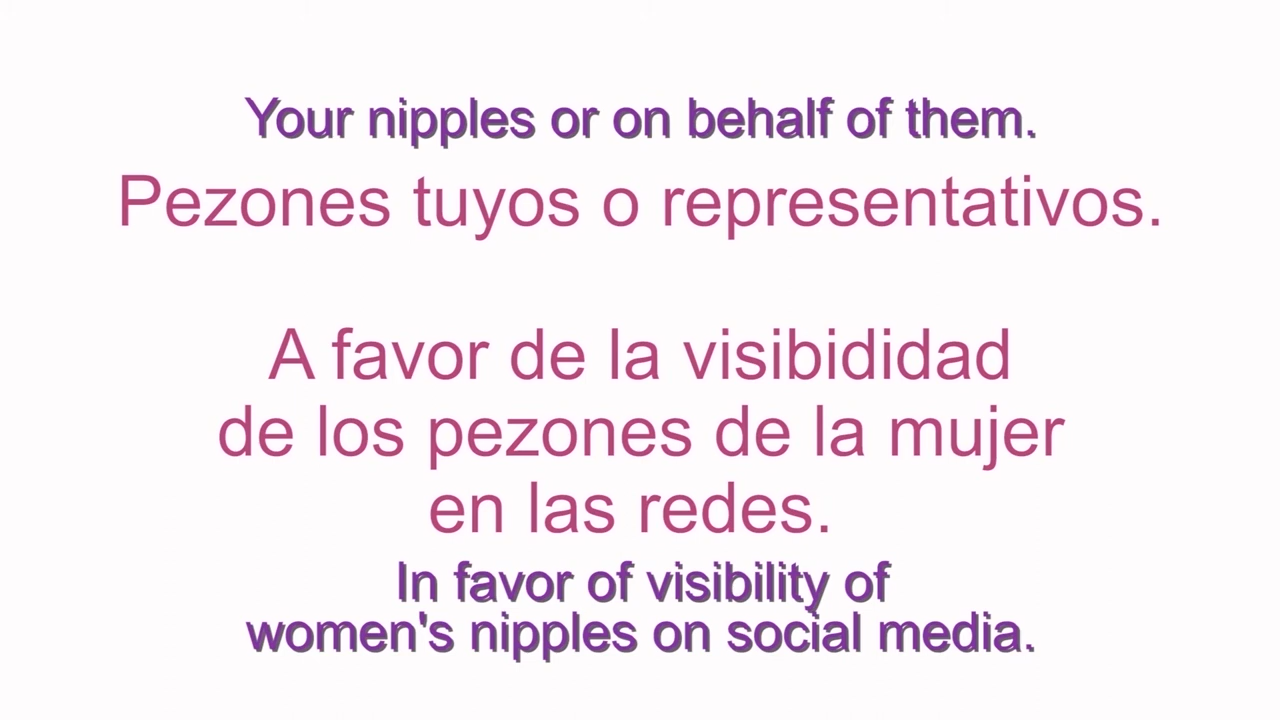 Your nipples or on behalf of them.
Pezones tuyos o representativos.
A favor de la visibididad
de los pezones de la mujer
en las redes.
In favor of visibility of
women's nipples on social media.